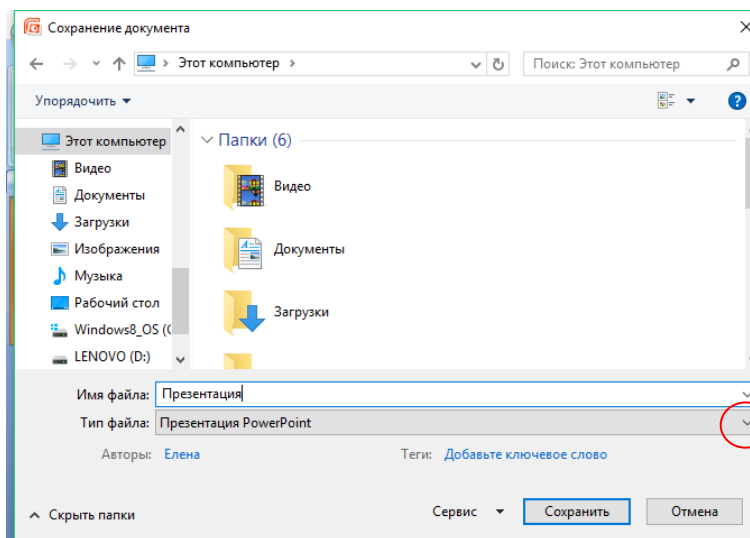 Сохранение документа
Этот компьютер
Поиск: Этот компьютер
Упорядочить
Этот компьютер
Видео
Документы
Загрузки
Изображения
Музыка
Рабочий стол
Windows8_OS (C
LENOVO (D:)
Папки (6)
Видео
Документы
Загрузки
Имя файла: Презентация
Тип файла: Презентация PowerPoint
Авторы: Елена Теги: Добавьте ключевое слово
Скрыть папки Сервис Сохранить Отмена